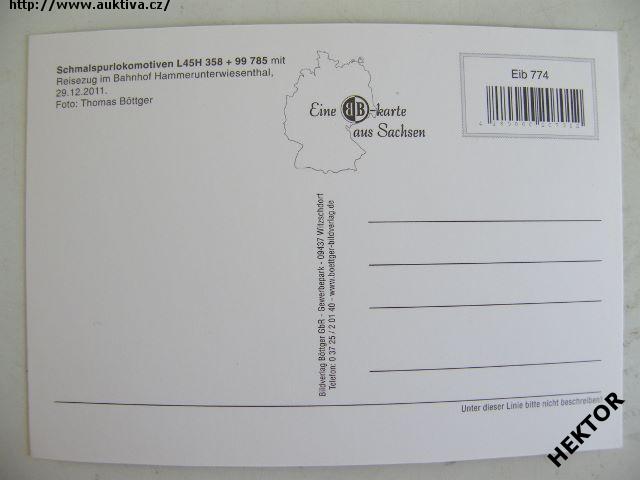 http://www.auktiva.cz/
Schmalspurlokomotiven L45H 358 + 99 785 mit
Reisezug im Bahnhof Hammerunterwiesenthal,
29.12.2011.
Foto: Thomas Böttger
Eine BB-karte
aus Sachsen
Eib 774
Bildverlag Böttger GbR - Gewerbepark - 09437 Witzschdorf
Telefon: 0 37 25 / 2 01 40 - www.boettger-bildverlag.de
Unter dieser Linie bitte nicht beschreiben!
HEKTOR